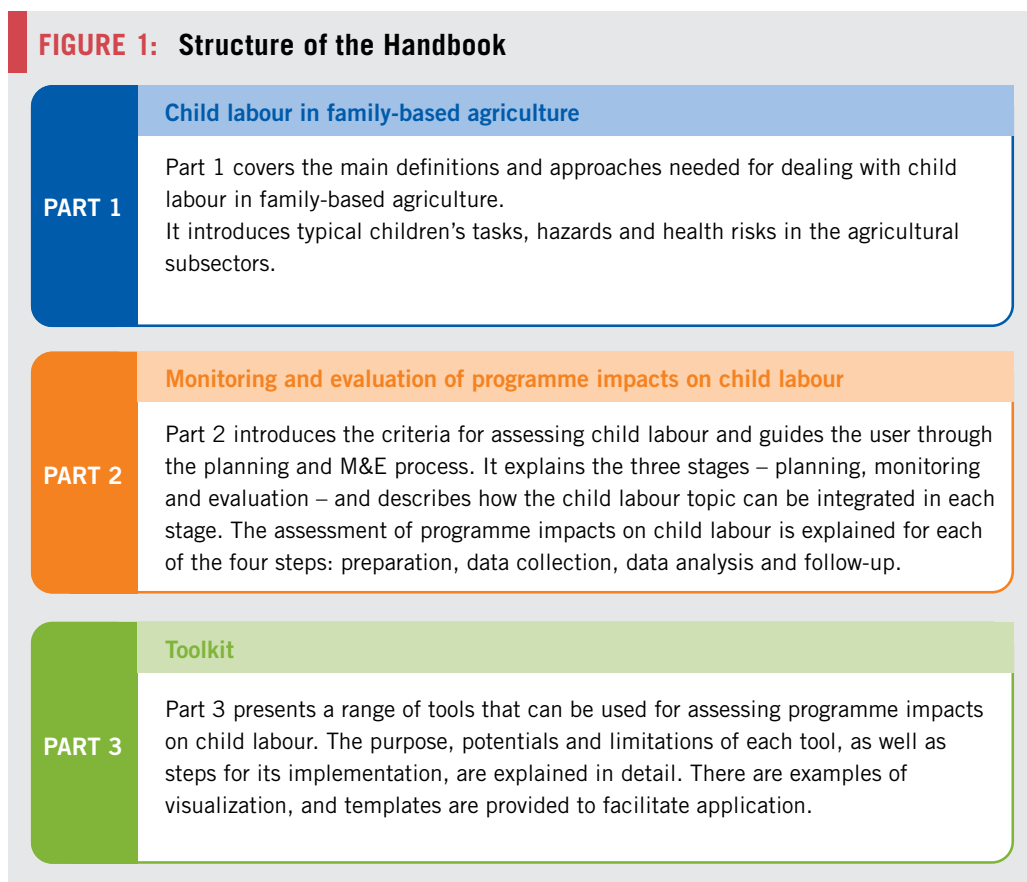 FIGURE 1: Structure of the Handbook
PART 1
Child labour in family-based agriculture
Part 1 covers the main definitions and approaches needed for dealing with child
labour in family-based agriculture.
It introduces typical children’s tasks, hazards and health risks in the agricultural
subsectors.
PART 2
Monitoring and evaluation of programme impacts on child labour
Part 2 introduces the criteria for assessing child labour and guides the user through
the planning and M&E process. It explains the three stages – planning, monitoring
and evaluation – and describes how the child labour topic can be integrated in each
stage. The assessment of programme impacts on child labour is explained for each
of the four steps: preparation, data collection, data analysis and follow-up.
PART 3
Toolkit
Part 3 presents a range of tools that can be used for assessing programme impacts
on child labour. The purpose, potentials and limitations of each tool, as well as
steps for its implementation, are explained in detail. There are examples of
visualization, and templates are provided to facilitate application.